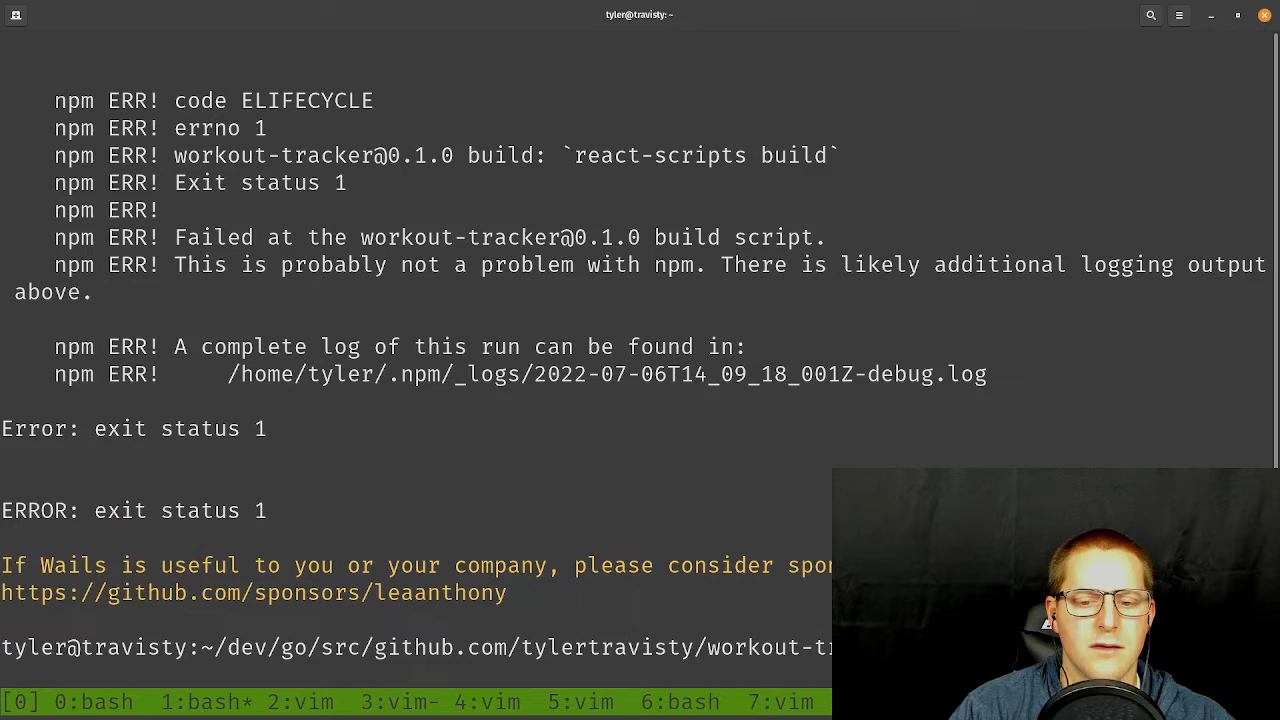 tyler@travisty: ~
npm ERR! code ELIFECYCLE
npm ERR! errno 1
npm ERR! workout-tracker@0.1.0 build: `react-scripts build`
npm ERR! Exit status 1
npm ERR!
npm ERR! Failed at the workout-tracker@0.1.0 build script.
npm ERR! This is probably not a problem with npm. There is likely additional logging output
above.
npm ERR! A complete log of this run can be found in:
npm ERR!     /home/tyler/.npm/_logs/2022-07-06T14_09_18_001Z-debug.log
Error: exit status 1
ERROR: exit status 1
If Wails is useful to you or your company, please consider spon
https://github.com/sponsors/leaanthony
tyler@travisty:~/dev/go/src/github.com/tylertravisty/workout-t
[0] 0:bash  1:bash* 2:vim  3:vim- 4:vim  5:vim  6:bash  7:vim